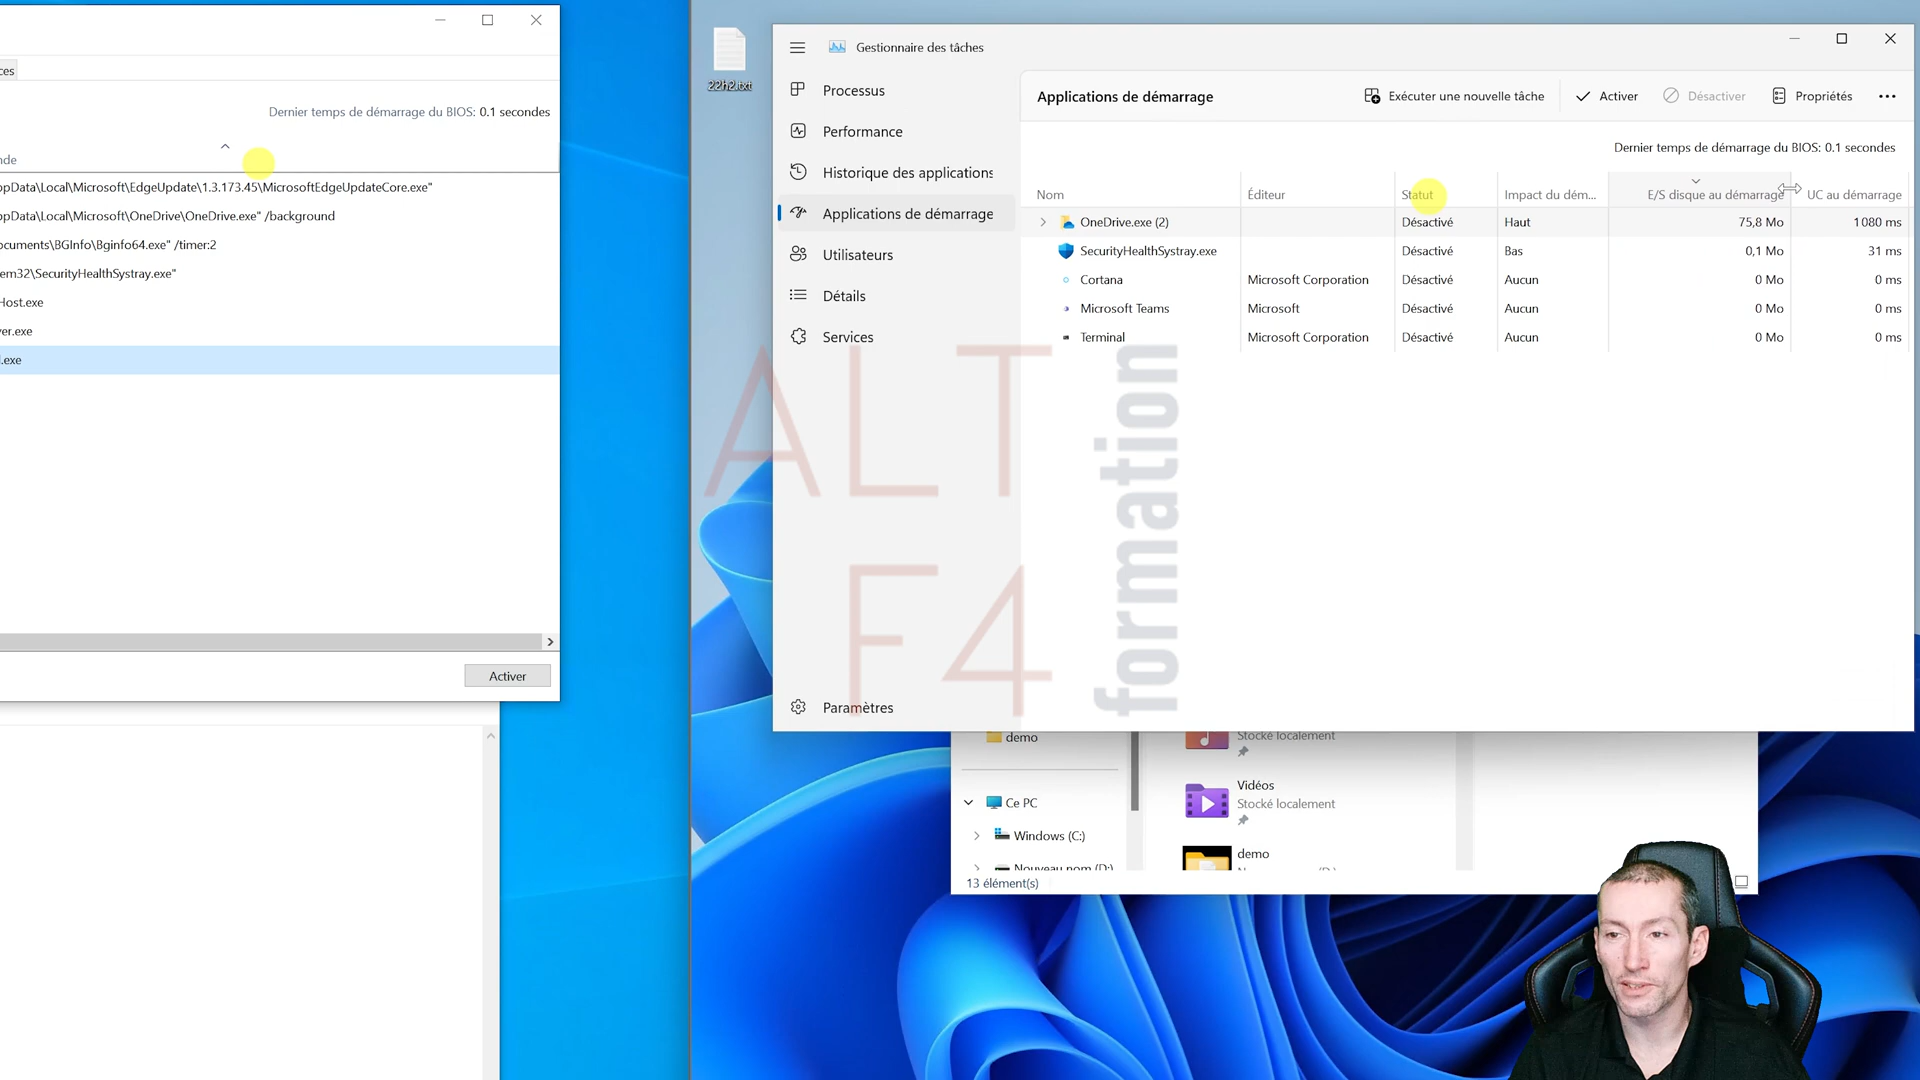 ces
Dernier temps de démarrage du BIOS: 0.1 secondes
nde
ppData\Local\Microsoft\EdgeUpdate\1.3.173.45\MicrosoftEdgeUpdateCore.exe"
ppData\Local\Microsoft\OneDrive\OneDrive.exe" /background
ocuments\BGInfo\Bginfo64.exe" /timer:2
em32\SecurityHealthSystray.exe"
Host.exe
ver.exe
l.exe
Activer
22h2.txt
Gestionnaire des tâches
Processus
Performance
Historique des applications
Applications de démarrage
Utilisateurs
Détails
Services
Paramètres
Applications de démarrage
Exécuter une nouvelle tâche
Activer
Désactiver
Propriétés
Dernier temps de démarrage du BIOS: 0.1 secondes
Nom Éditeur Statut Impact du dém... E/S disque au démarrage UC au démarrage
OneDrive.exe (2) Désactivé Haut 75,8 Mo 1 080 ms
SecurityHealthSystray.exe Désactivé Bas 0,1 Mo 31 ms
Cortana Microsoft Corporation Désactivé Aucun 0 Mo 0 ms
Microsoft Teams Microsoft Désactivé Aucun 0 Mo 0 ms
Terminal Microsoft Corporation Désactivé Aucun 0 Mo 0 ms
ALT
F4
formation
demo
Ce PC
Windows (C:)
Nouveau nom (D:)
13 élément(s)
Stocké localement
Vidéos
Stocké localement
demo